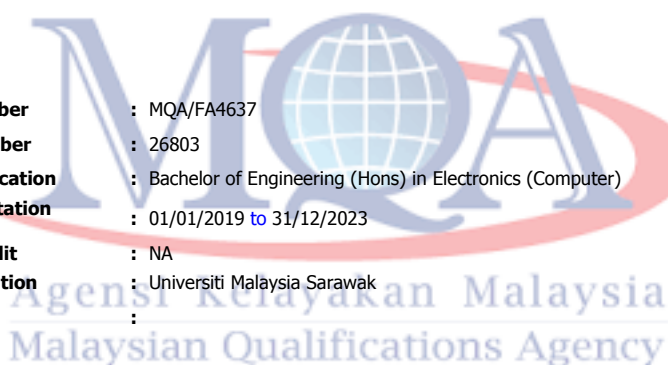 MQA
ber : MQA/FA4637
ber : 26803
cation : Bachelor of Engineering (Hons) in Electronics (Computer)
tation
: 01/01/2019 to 31/12/2023
dit : NA
tion : Universiti Malaysia Sarawak
Agensi Kelayakan Malaysia
:
Malaysian Qualifications Agency